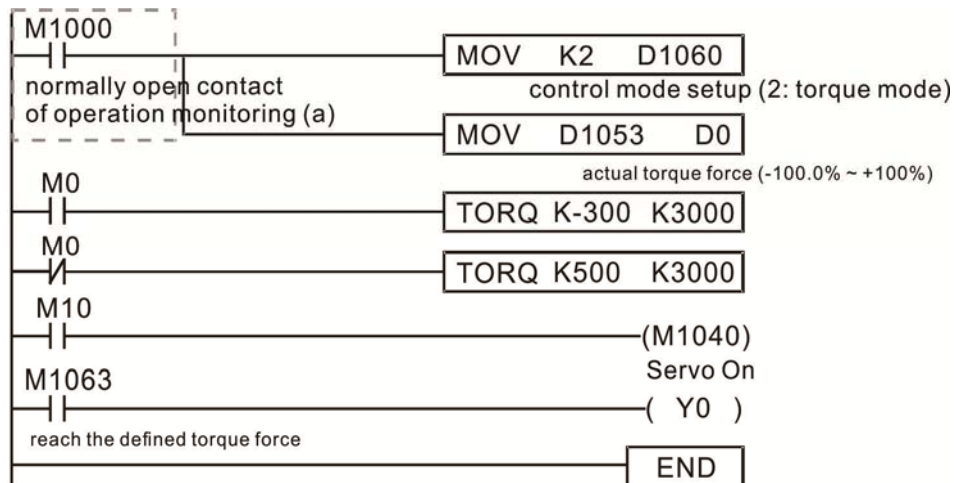 M1000
MOV K2 D1060
normally open contact
control mode setup (2: torque mode)
of operation monitoring (a)
MOV D1053 D0
actual torque force (-100.0% ~ +100%)
M0
TORQ K-300 K3000
M0
TORQ K500 K3000
M10
(M1040)
Servo On
M1063
( Y0 )
reach the defined torque force
END